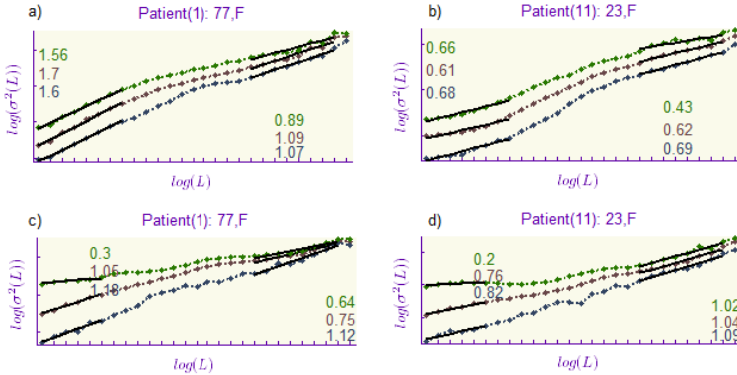 a)
Patient(1): 77,F
log(σ²(L))
1.56
1.7
1.6
0.89
1.09
1.07
log(L)
b)
Patient(11): 23,F
log(σ²(L))
0.66
0.61
0.68
0.43
0.62
0.69
log(L)
c)
Patient(1): 77,F
log(σ²(L))
0.3
1.05
1.18
0.64
0.75
1.12
log(L)
d)
Patient(11): 23,F
log(σ²(L))
0.2
0.76
0.82
1.02
1.04
1.09
log(L)